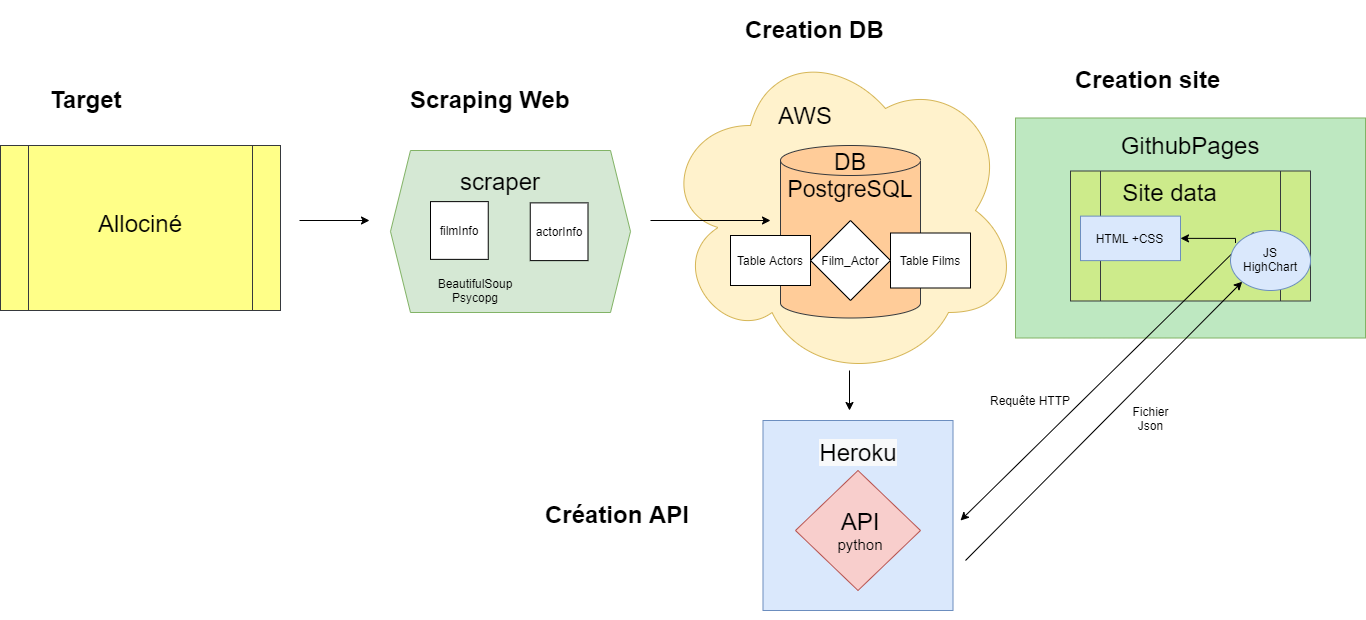 Target
Allociné
Scraping Web
scraper
filmInfo
actorInfo
BeautifulSoup
Psycopg
Creation DB
AWS
DB
PostgreSQL
Table Actors
Film_Actor
Table Films
Creation site
GithubPages
Site data
HTML +CSS
JS
HighChart
Requête HTTP
Fichier
Json
Création API
Heroku
API
python